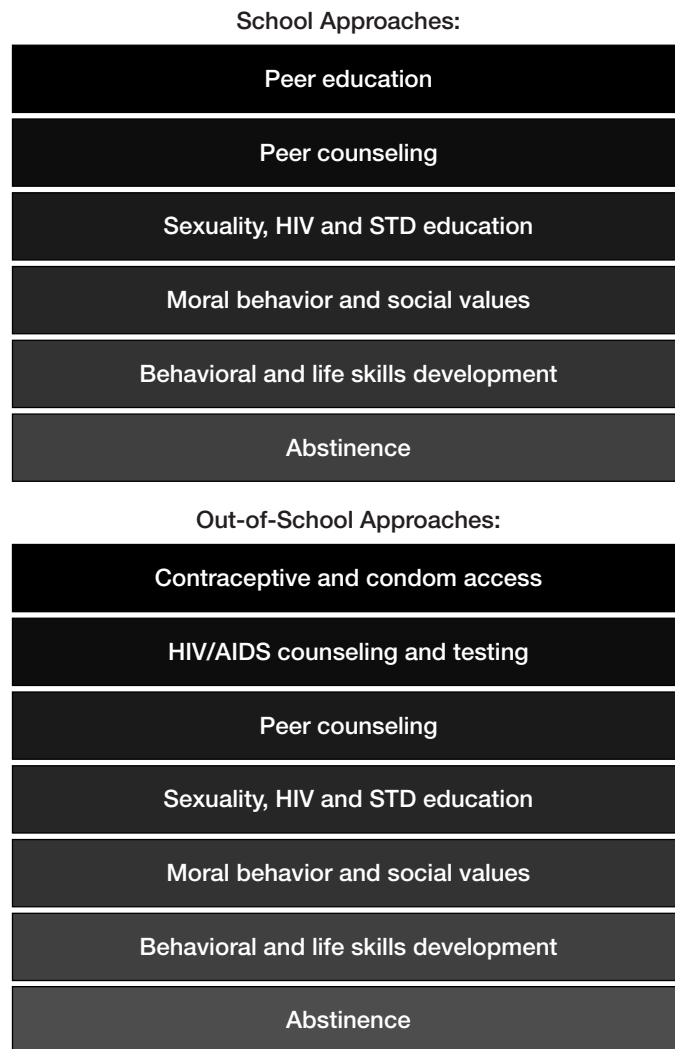 School Approaches:
Peer education
Peer counseling
Sexuality, HIV and STD education
Moral behavior and social values
Behavioral and life skills development
Abstinence
Out-of-School Approaches:
Contraceptive and condom access
HIV/AIDS counseling and testing
Peer counseling
Sexuality, HIV and STD education
Moral behavior and social values
Behavioral and life skills development
Abstinence